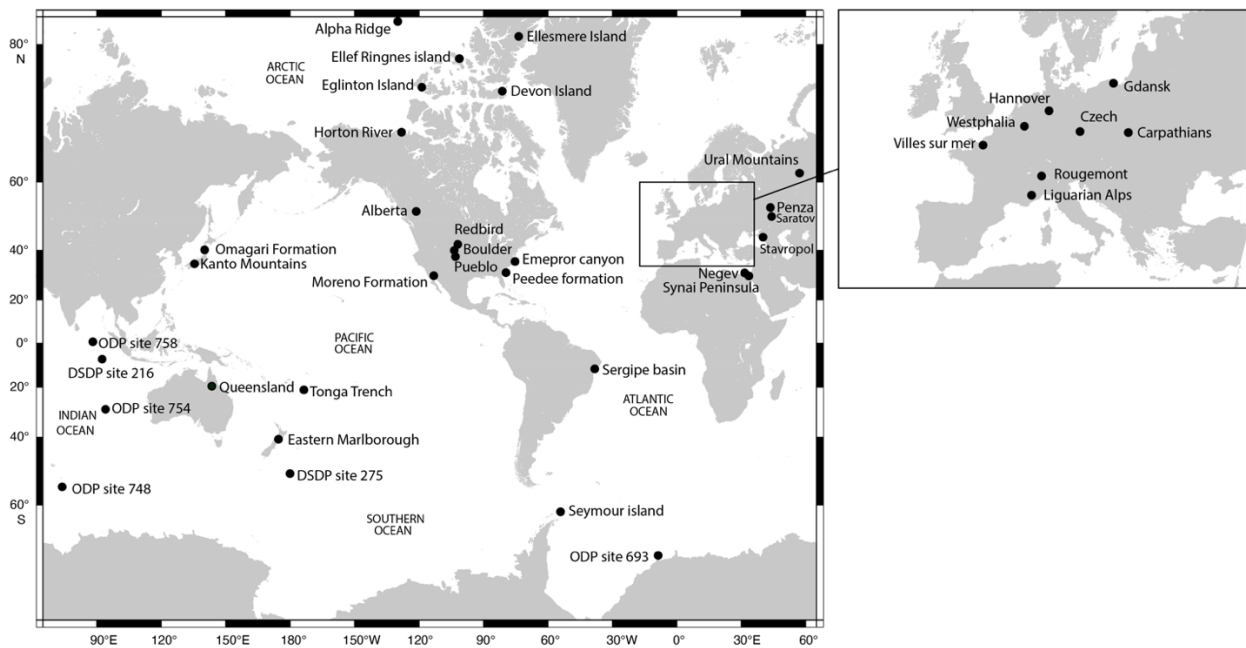 80°
N
60°
40°
20°
0°
20°
40°
60°
S
Alpha Ridge
Ellesmere Island
Ellef Ringnes island
ARCTIC
OCEAN
Eglinton Island
Devon Island
Horton River
Ural Mountains
Alberta
Penza
Saratov
Redbird
Boulder
Pueblo
Stavropol
Omagari Formation
Kanto Mountains
Emepror canyon
Peedee formation
Moreno Formation
Negev
Synai Peninsula
PACIFIC
OCEAN
ODP site 758
DSDP site 216
Sergipe basin
Queensland
Tonga Trench
ATLANTIC
OCEAN
ODP site 754
INDIAN
OCEAN
Eastern Marlborough
DSDP site 275
ODP site 748
Seymour island
SOUTHERN
OCEAN
ODP site 693
90°E
120°E
150°E
180°
150°W
120°
90°
60°
30°
0°
30°
60°
Gdansk
Hannover
Westphalia
Czech
Carpathians
Villes sur mer
Rougemont
Liguarian Alps